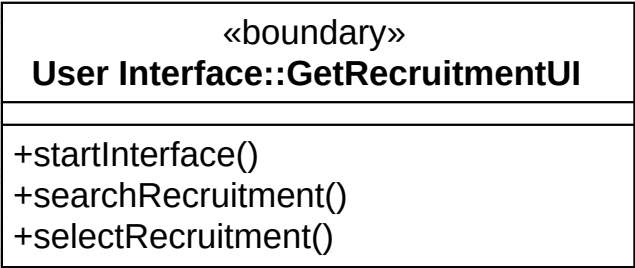 «boundary»
User Interface::GetRecruitmentUI
+startInterface()
+searchRecruitment()
+selectRecruitment()